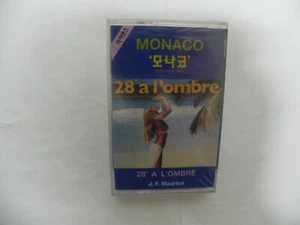 MONACO
'모나코'
28 a l'ombre
28° A L'OMBRE
J. F. Maurice